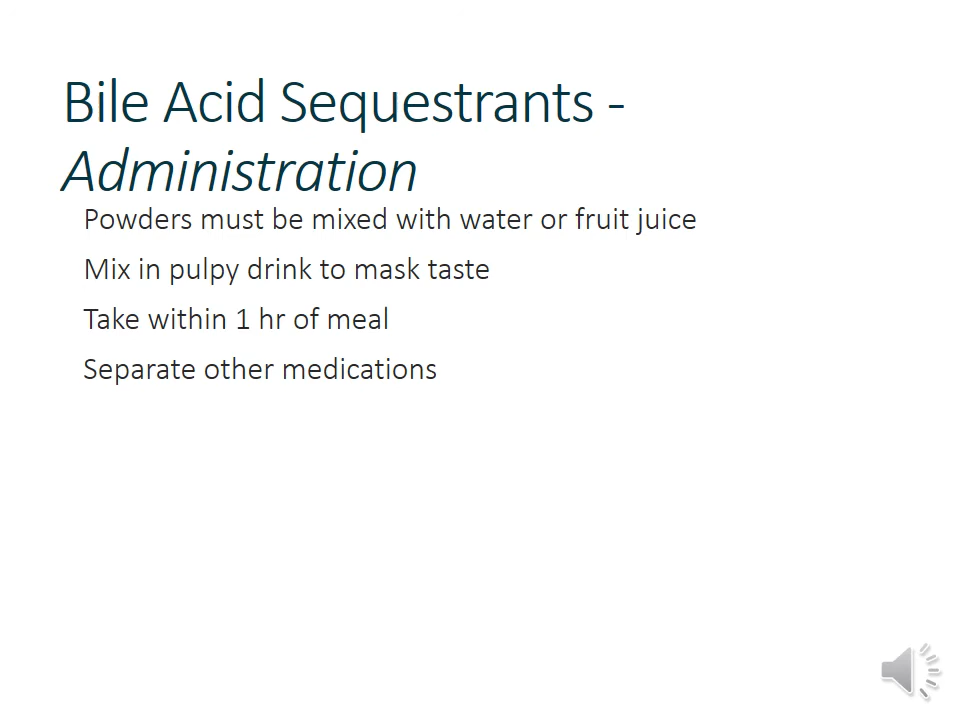 Bile Acid Sequestrants -
Administration
Powders must be mixed with water or fruit juice
Mix in pulpy drink to mask taste
Take within 1 hr of meal
Separate other medications